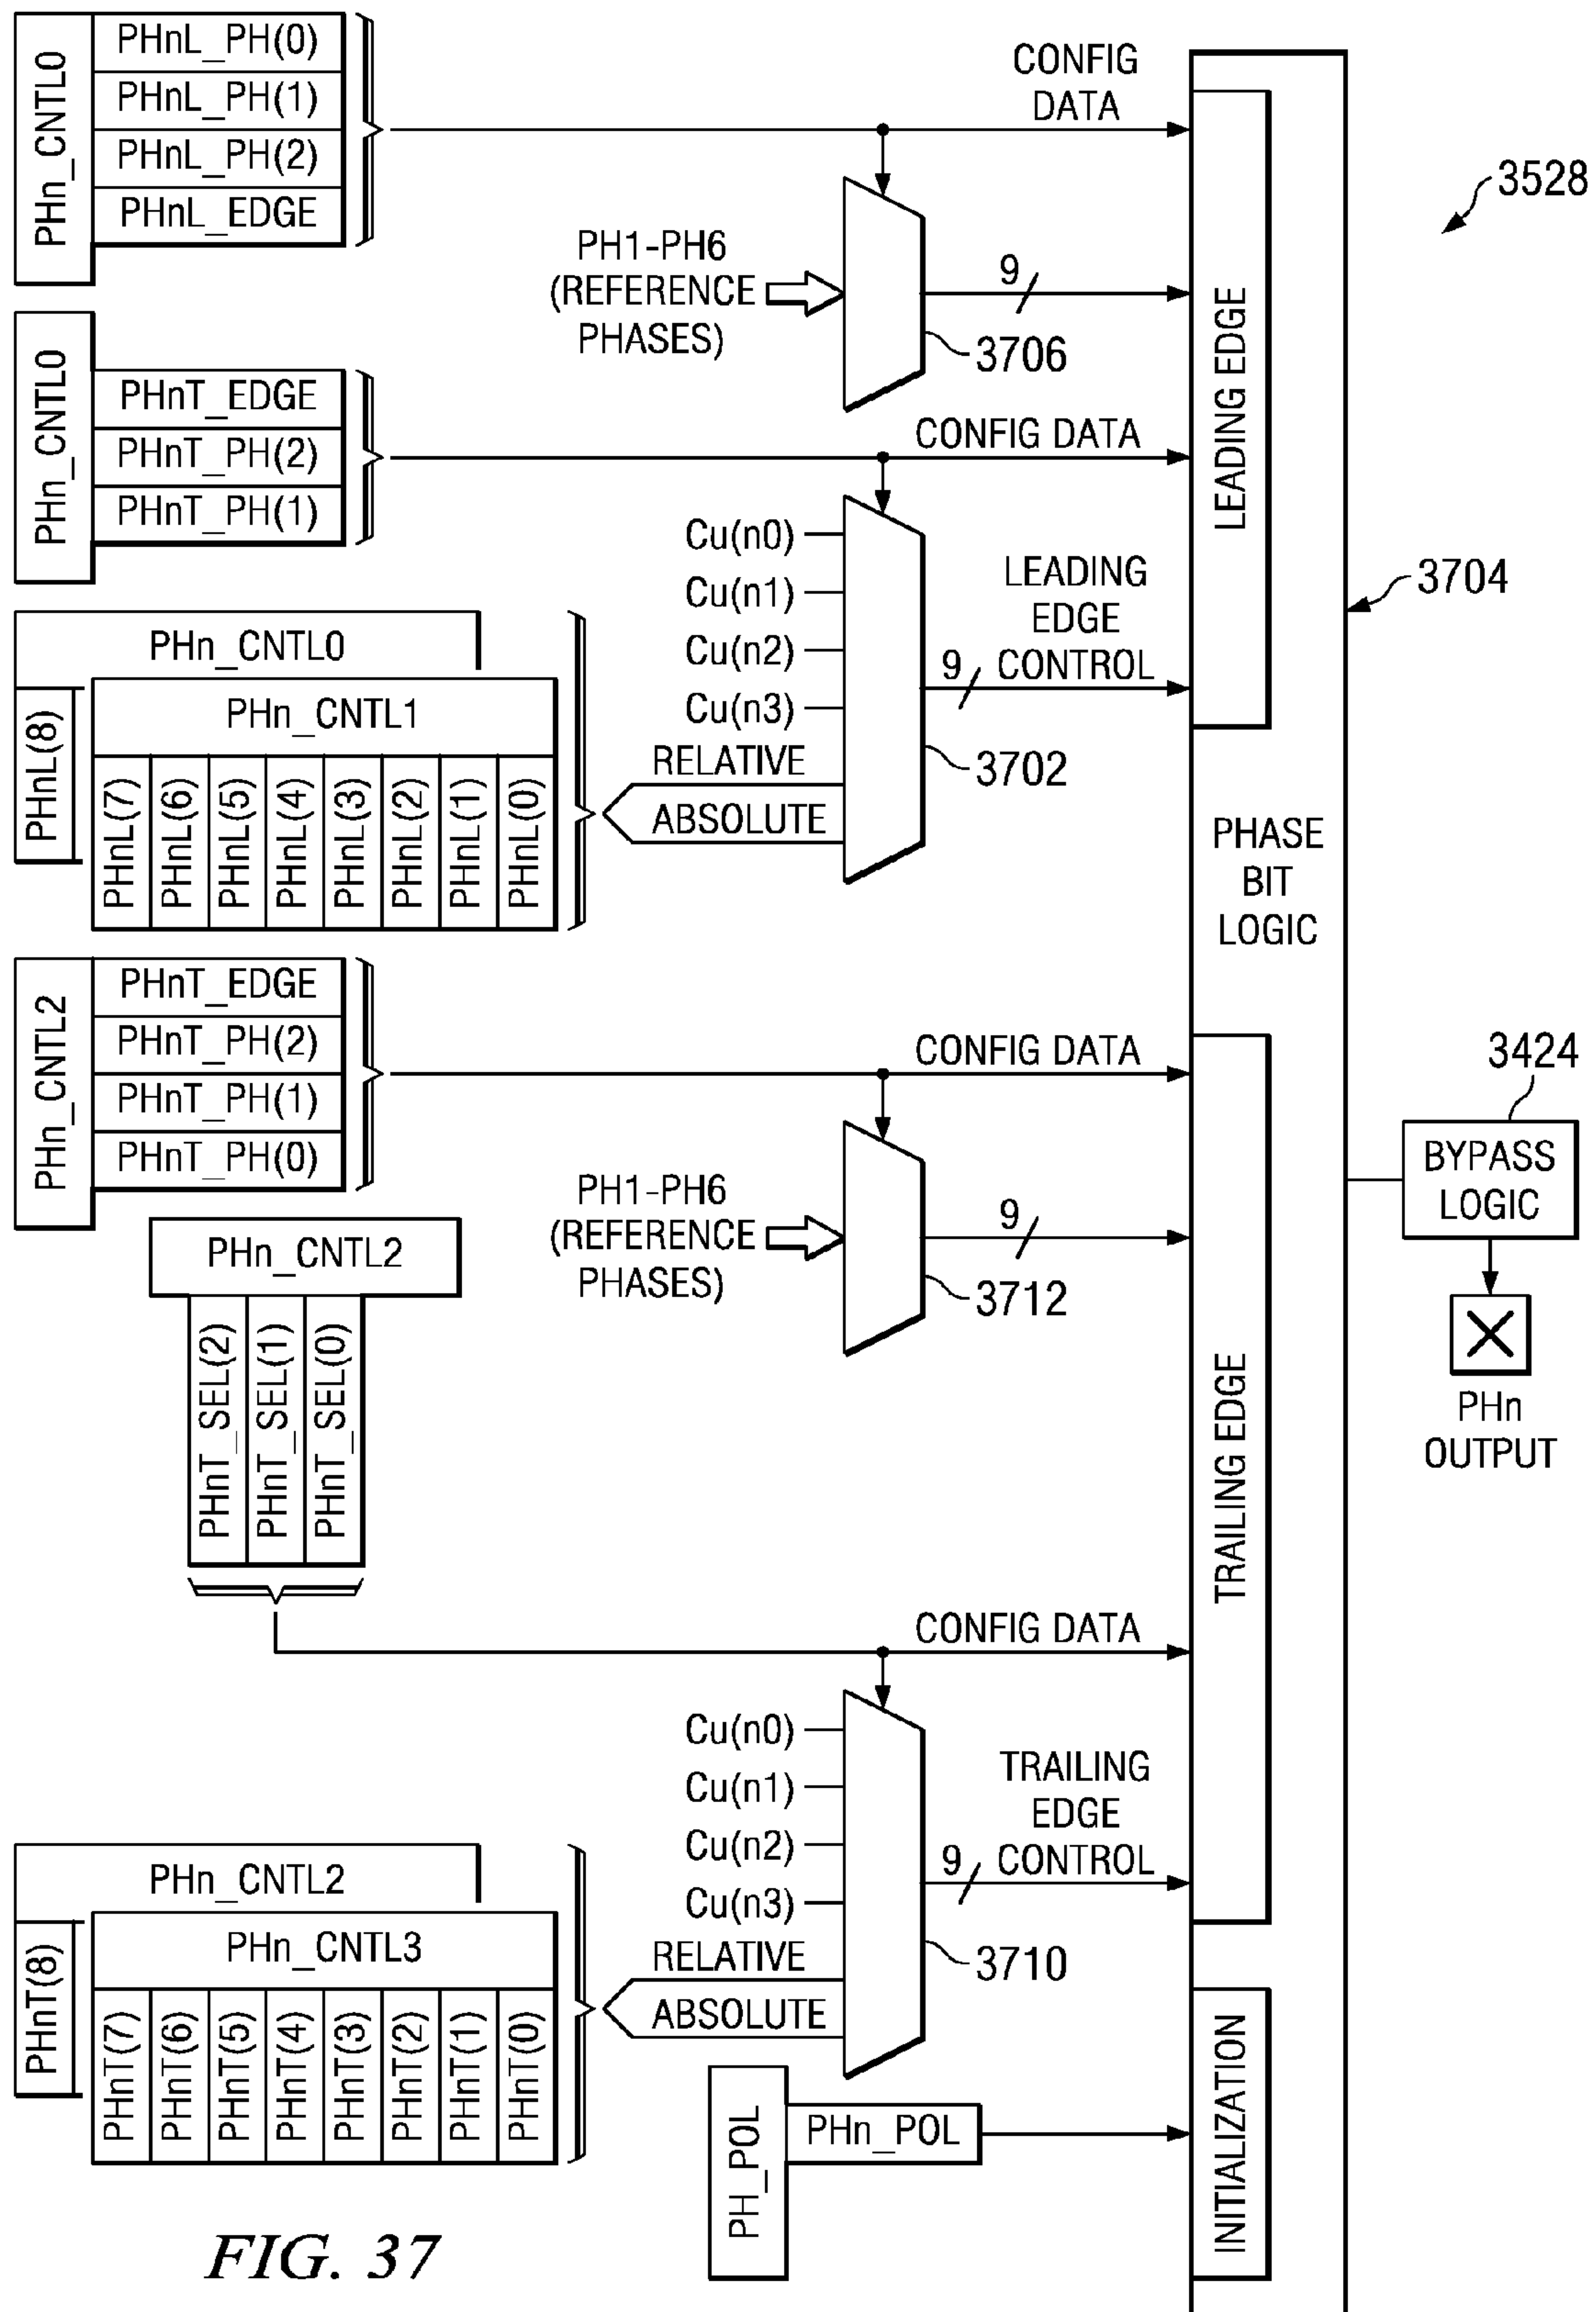 PHn_CNTL0
PHnL_PH(0)
PHnL_PH(1)
PHnL_PH(2)
PHnL_EDGE
CONFIG
DATA
3528
PH1-PH6
(REFERENCE
PHASES)
9
3706
LEADING EDGE
PHn_CNTL0
PHnT_EDGE
PHnT_PH(2)
PHnT_PH(1)
CONFIG DATA
Cu(n0)
Cu(n1)
Cu(n2)
Cu(n3)
LEADING
EDGE
9 CONTROL
3704
PHn_CNTL0
PHnL(8)
PHn_CNTL1
PHnL(7)
PHnL(6)
PHnL(5)
PHnL(4)
PHnL(3)
PHnL(2)
PHnL(1)
PHnL(0)
RELATIVE
ABSOLUTE
3702
PHASE
BIT
LOGIC
PHn_CNTL2
PHnT_EDGE
PHnT_PH(2)
PHnT_PH(1)
PHnT_PH(0)
CONFIG DATA
PH1-PH6
(REFERENCE
PHASES)
9
3712
3424
BYPASS
LOGIC
PHn
OUTPUT
PHn_CNTL2
PHnT_SEL(2)
PHnT_SEL(1)
PHnT_SEL(0)
TRAILING EDGE
CONFIG DATA
Cu(n0)
Cu(n1)
Cu(n2)
Cu(n3)
TRAILING
EDGE
9 CONTROL
PHn_CNTL2
PHnT(8)
PHn_CNTL3
PHnT(7)
PHnT(6)
PHnT(5)
PHnT(4)
PHnT(3)
PHnT(2)
PHnT(1)
PHnT(0)
RELATIVE
ABSOLUTE
3710
PH_POL
PHn_POL
INITIALIZATION
FIG. 37